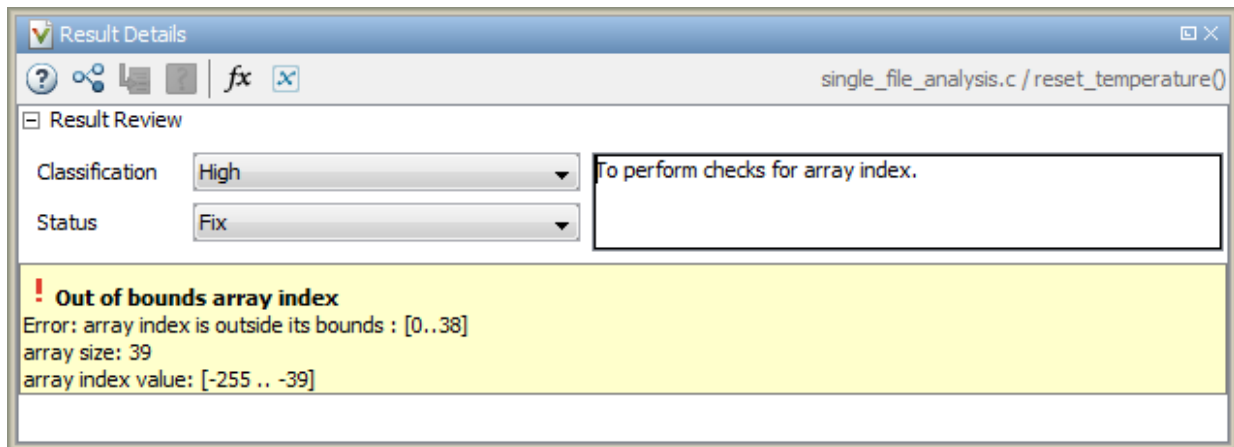 Result Details
fx x single_file_analysis.c / reset_temperature()
Result Review
Classification High To perform checks for array index.
Status Fix
! Out of bounds array index
Error: array index is outside its bounds : [0..38]
array size: 39
array index value: [-255 .. -39]